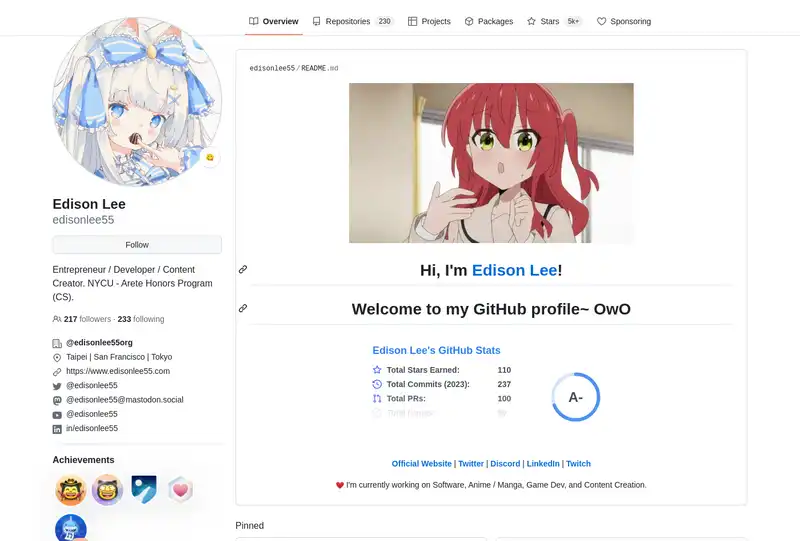 Overview
Repositories 230
Projects
Packages
Stars 5k+
Sponsoring
Edison Lee
edisonlee55
Follow
Entrepreneur / Developer / Content
Creator. NYCU - Arete Honors Program
(CS).
217 followers · 233 following
@edisonlee55org
Taipei | San Francisco | Tokyo
https://www.edisonlee55.com
@edisonlee55
@edisonlee55@mastodon.social
@edisonlee55
in/edisonlee55
Achievements
edisonlee55/README.md
Hi, I'm Edison Lee!
Welcome to my GitHub profile~ OwO
Edison Lee's GitHub Stats
Total Stars Earned: 110
Total Commits (2023): 237
Total PRs: 100
A-
Official Website | Twitter | Discord | LinkedIn | Twitch
I'm currently working on Software, Anime / Manga, Game Dev, and Content Creation.
Pinned